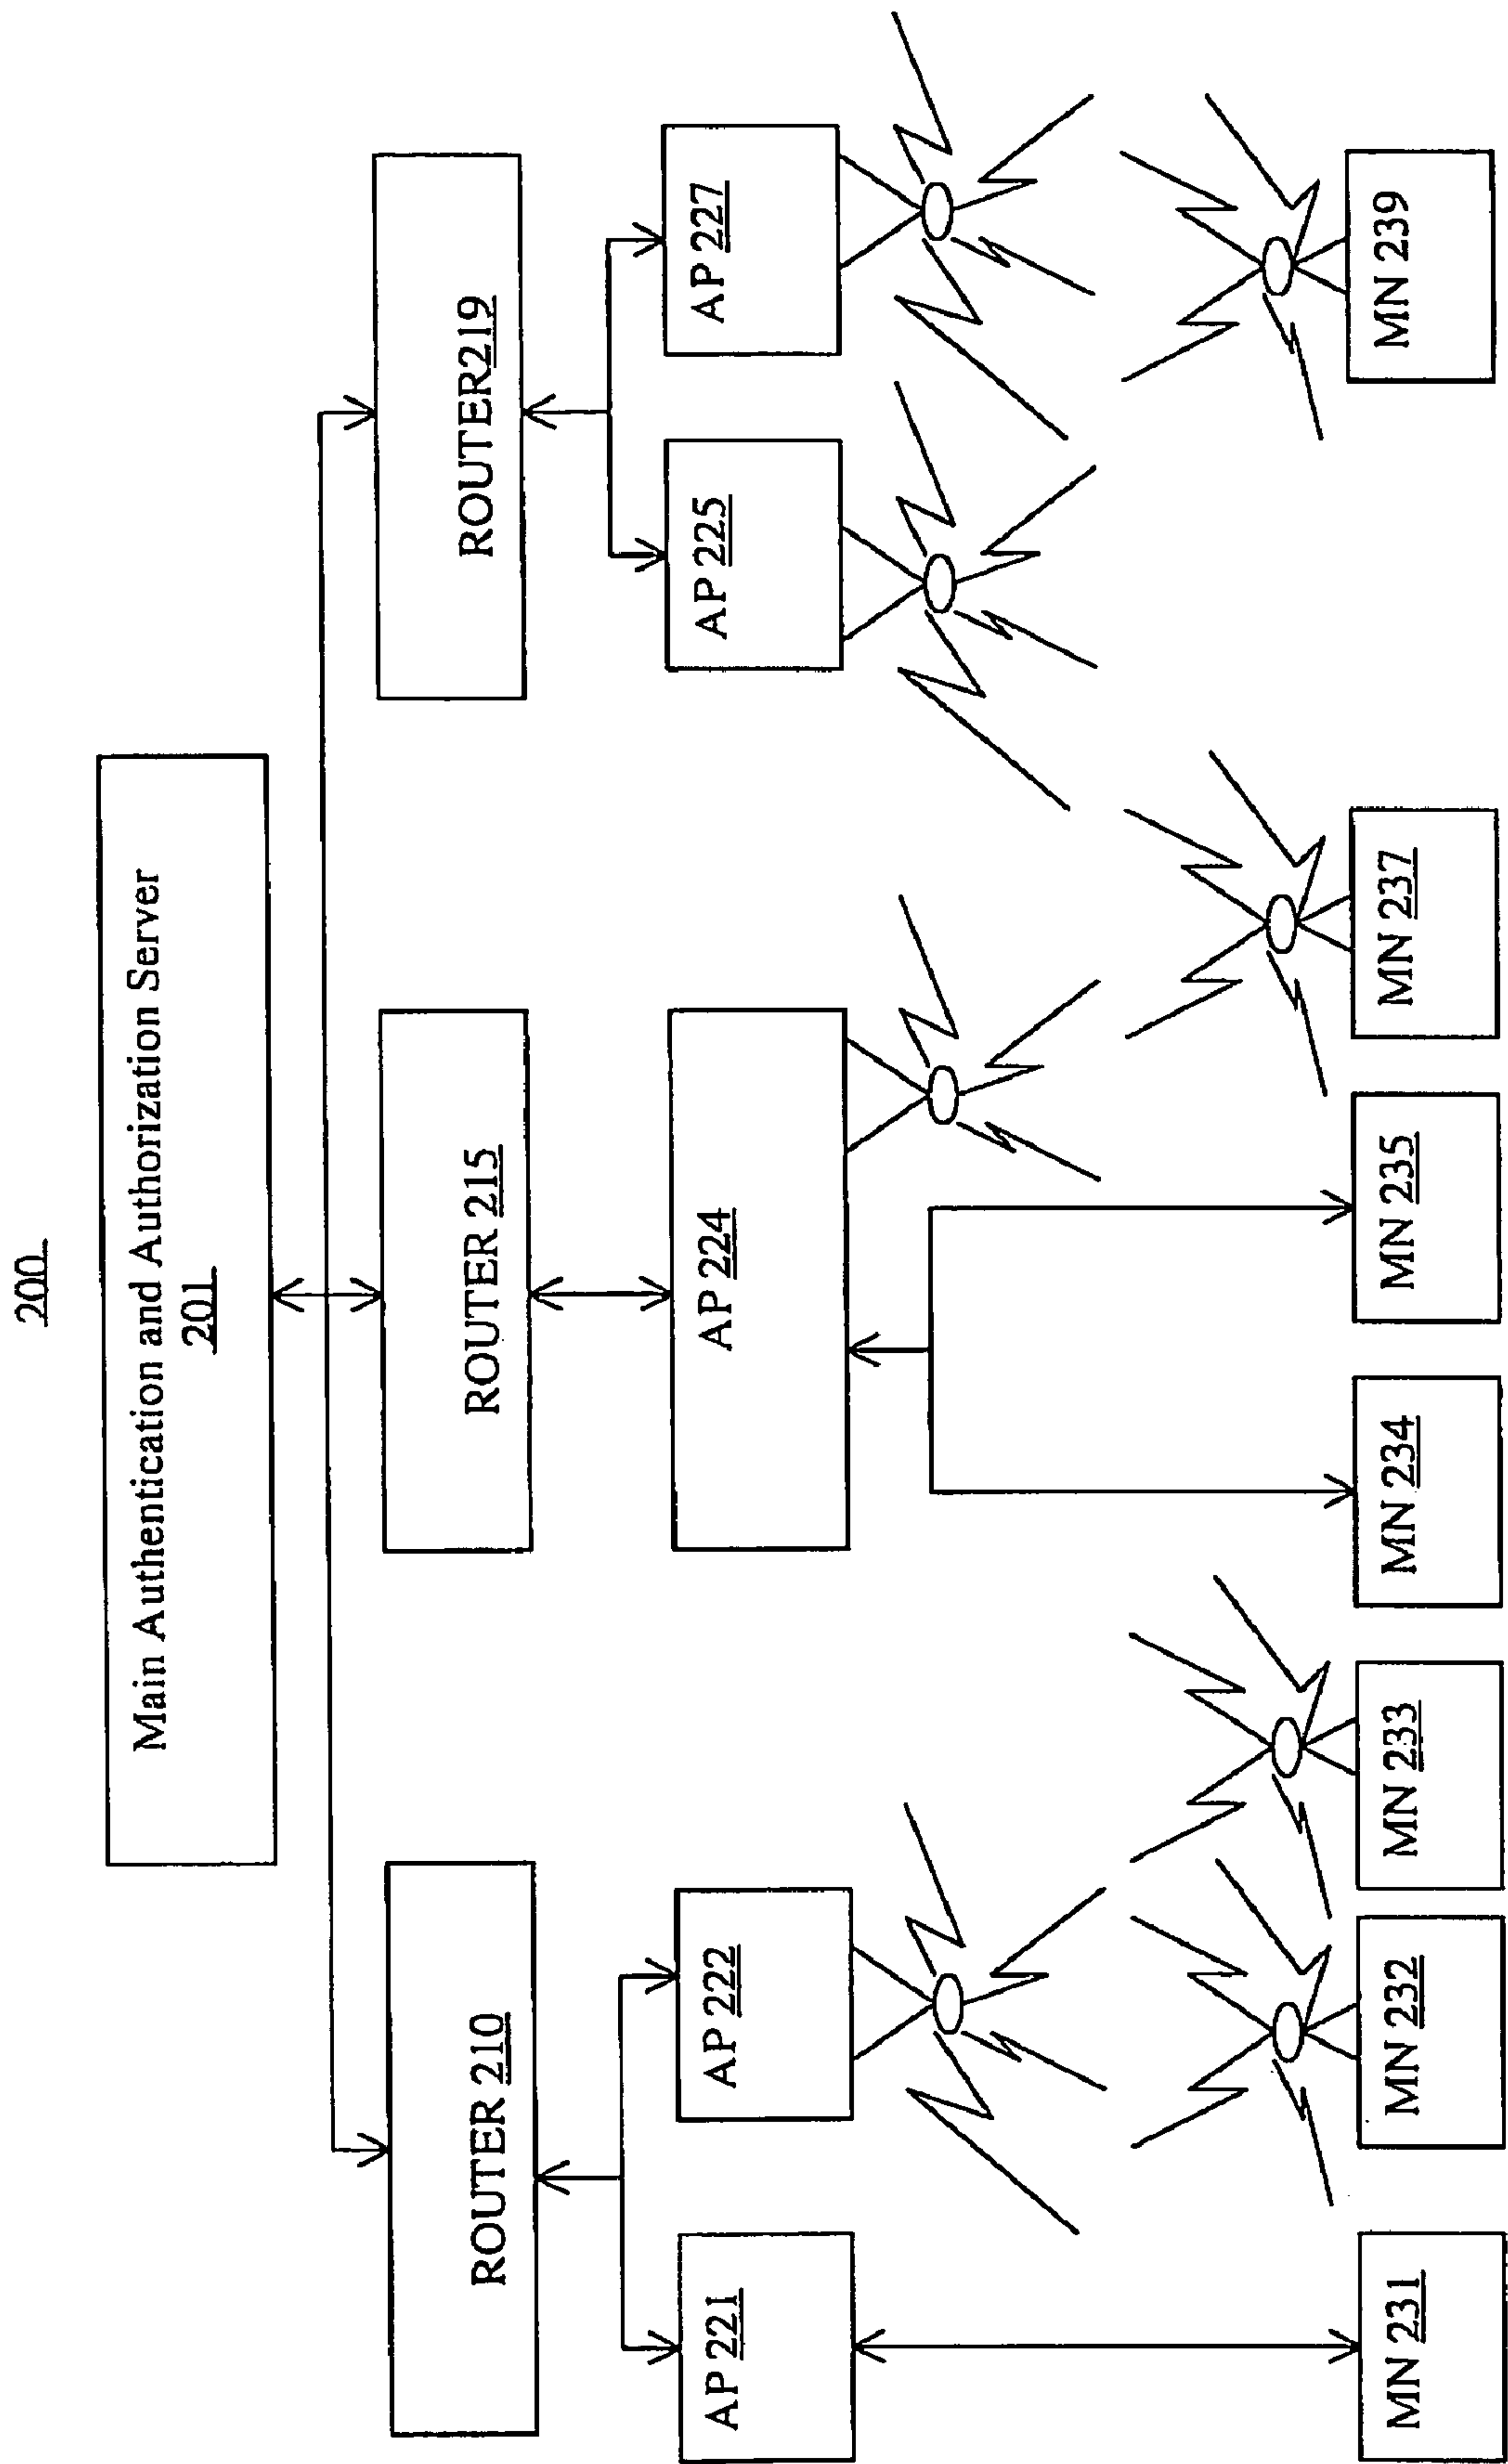 200
Main Authentication and Authorization Server
201
ROUTER 210
ROUTER 215
ROUTER219
AP 221
AP 222
AP 224
AP 225
AP 227
MN 231
MN 232
MN 233
MN 234
MN 235
MN 237
MN 239